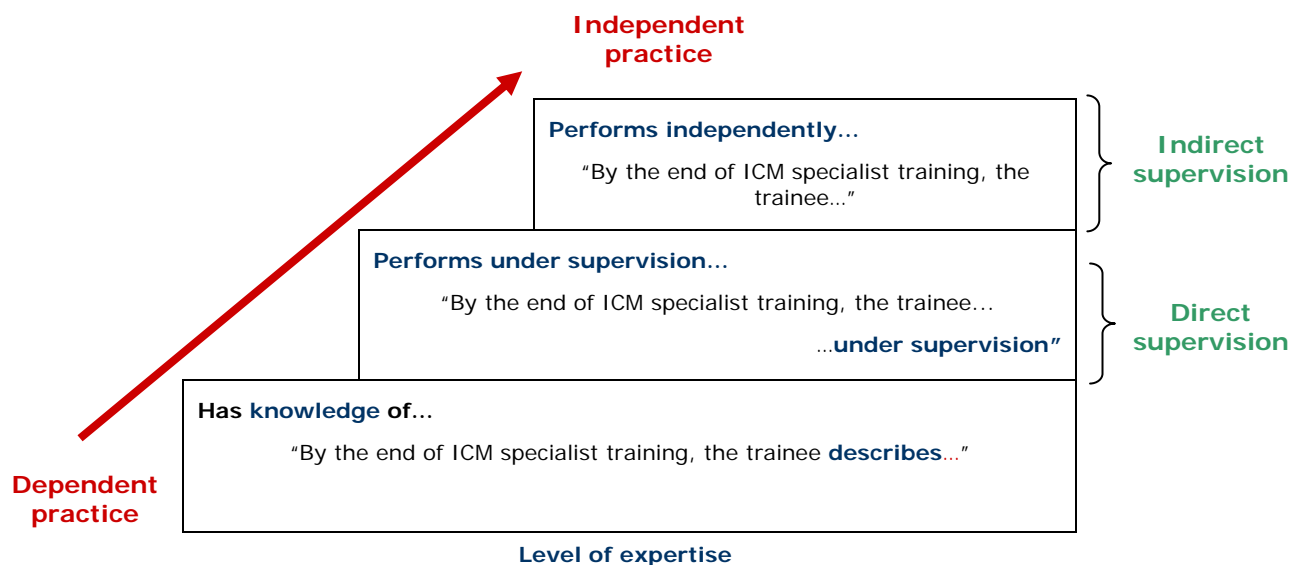 Independent
practice
Performs independently…
“By the end of ICM specialist training, the
trainee…”
Indirect
supervision
Performs under supervision…
“By the end of ICM specialist training, the trainee...
…under supervision”
Direct
supervision
Has knowledge of…
“By the end of ICM specialist training, the trainee describes…”
Dependent
practice
Level of expertise